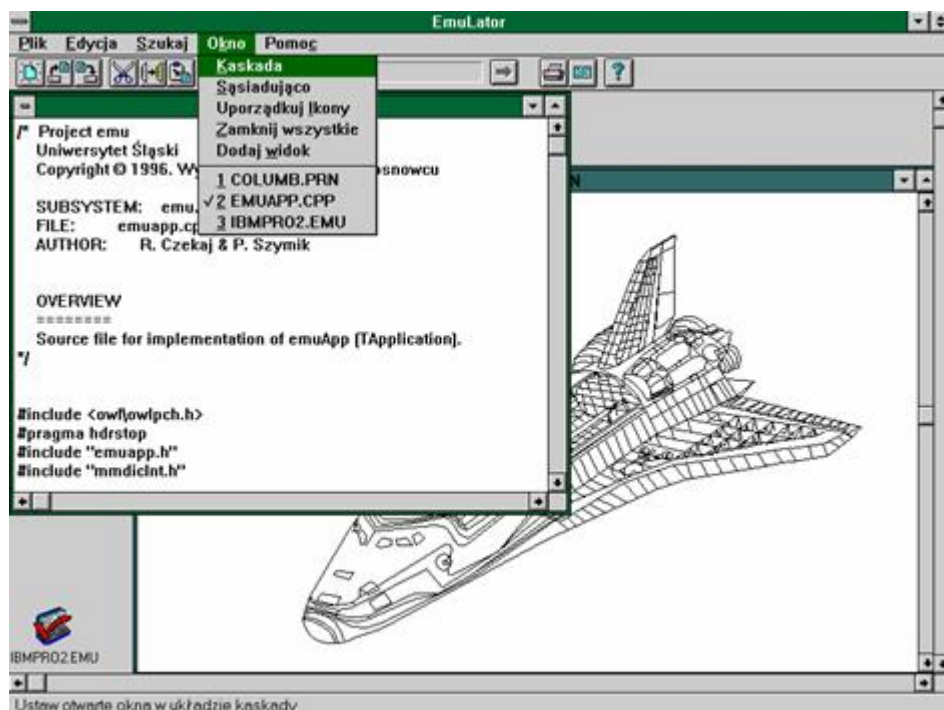 EmuLator
Plik Edycja Szukaj Okno Pomoc
Kaskada
Sąsiadująco
Uporządkuj Ikony
Zamknij wszystkie
Dodaj widok
1 COLUMB.PRN
✓2 EMUAPP.CPP
3 IBMPRO2.EMU
/* Project emu
Uniwersytet Śląski
Copyright © 1996. Wy osnowcu
SUBSYSTEM: emu.
FILE: emuapp.cp
AUTHOR: R. Czekaj & P. Szymik
OVERVIEW
========
Source file for implementation of emuApp (TApplication).
*/
#include <owl\owlpch.h>
#pragma hdrstop
#include "emuapp.h"
#include "mmdiclnt.h"
N
IBMPRO2.EMU
Ustaw otwarte okna w układzie kaskady